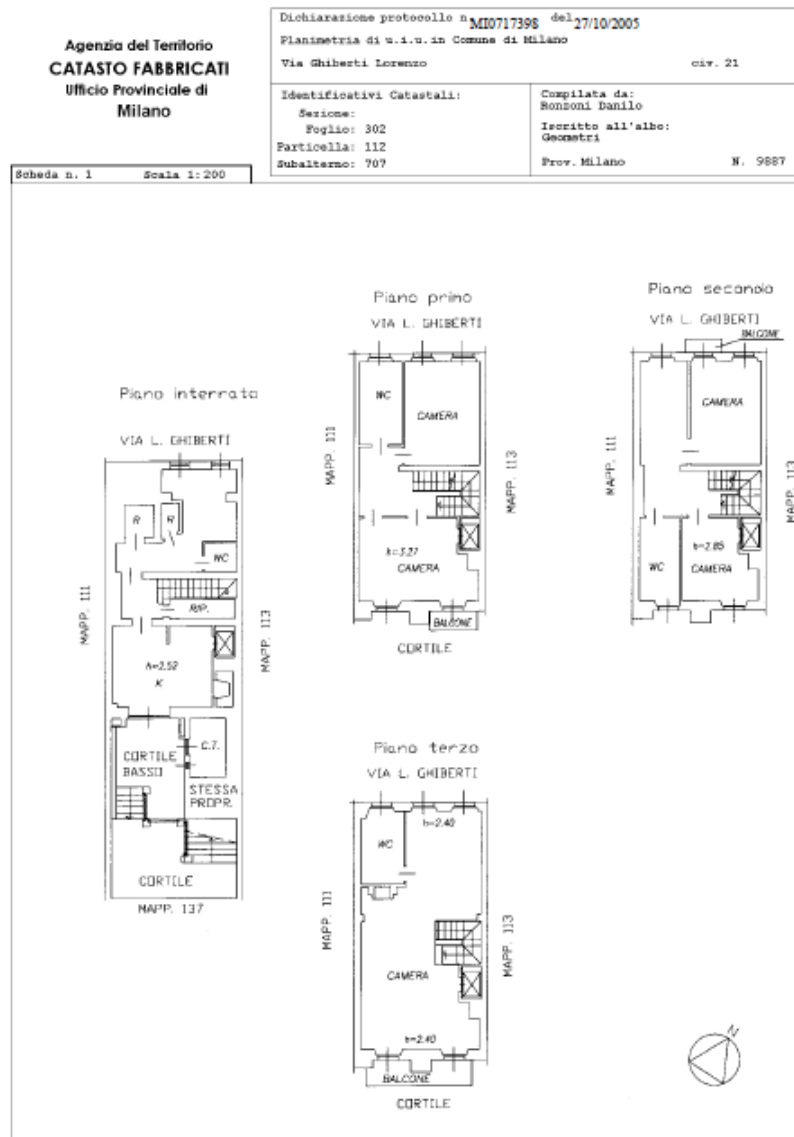 Agenzia del Territorio
CATASTO FABBRICATI
Ufficio Provinciale di
Milano
Dichiarazione protocollo n. MI0717398 del 27/10/2005
Planimetria di u.i.u. in Comune di Milano
Via Ghiberti Lorenzo civ. 21
Identificativi Catastali:
Sezione:
Foglio: 302
Particella: 112
Subalterno: 707
Compilata da:
Ronzoni Danilo
Iscritto all'albo:
Geometri
Prov. Milano N. 9887
Scheda n. 1 Scala 1:200
Piano interrato
VIA L. GHIBERTI
MAPP. 111
MAPP. 113
R
R
WC
RIP.
h=2.52
K
CORTILE
BASSO
C.T.
STESSA
PROPR.
CORTILE
MAPP. 137
Piano primo
VIA L. GHIBERTI
MAPP. 111
MAPP. 113
WC
CAMERA
h=3.27
CAMERA
BALCONE
CORTILE
Piano secondo
VIA L. GHIBERTI
BALCONE
MAPP. 111
MAPP. 113
CAMERA
h=2.85
WC
CAMERA
Piano terzo
VIA L. GHIBERTI
MAPP. 111
MAPP. 113
h=2.40
WC
CAMERA
h=2.40
BALCONE
CORTILE
N